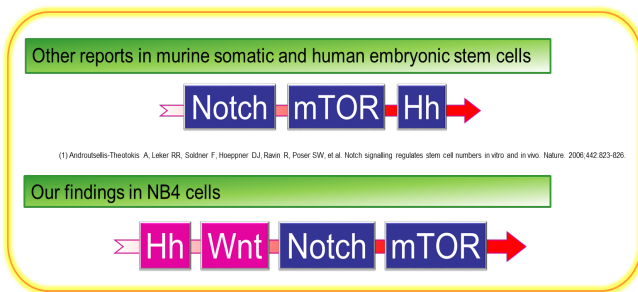 Other reports in murine somatic and human embryonic stem cells
Notch mTOR Hh
(1) Androutsellis-Theotokis A, Leker RR, Soldner F, Hoeppner DJ, Ravin R, Poser SW, et al. Notch signalling regulates stem cell numbers in vitro and in vivo. Nature. 2006;442:823-826.
Our findings in NB4 cells
Hh Wnt Notch mTOR